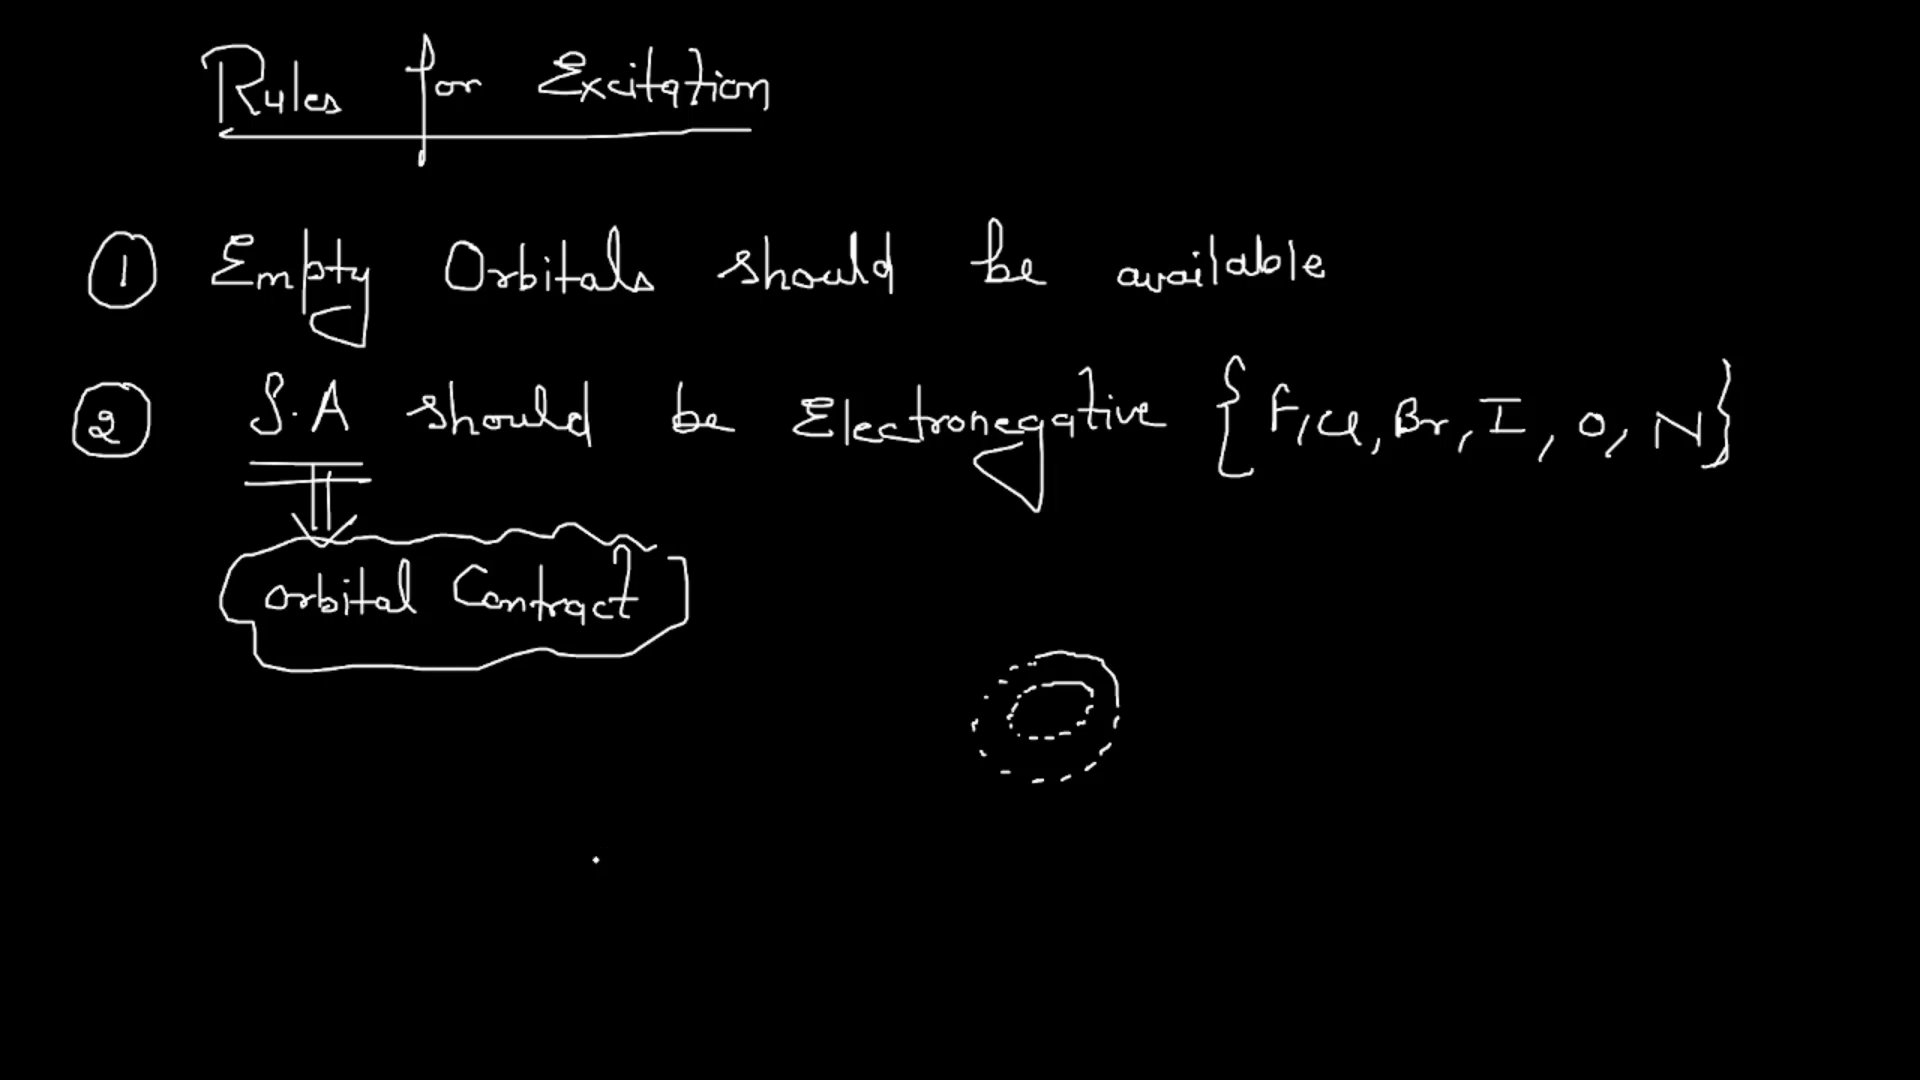 Rules for Excitation
① Empty Orbitals should be available
② S.A should be Electronegative {F, Cl, Br, I, O, N}
Orbital Contract